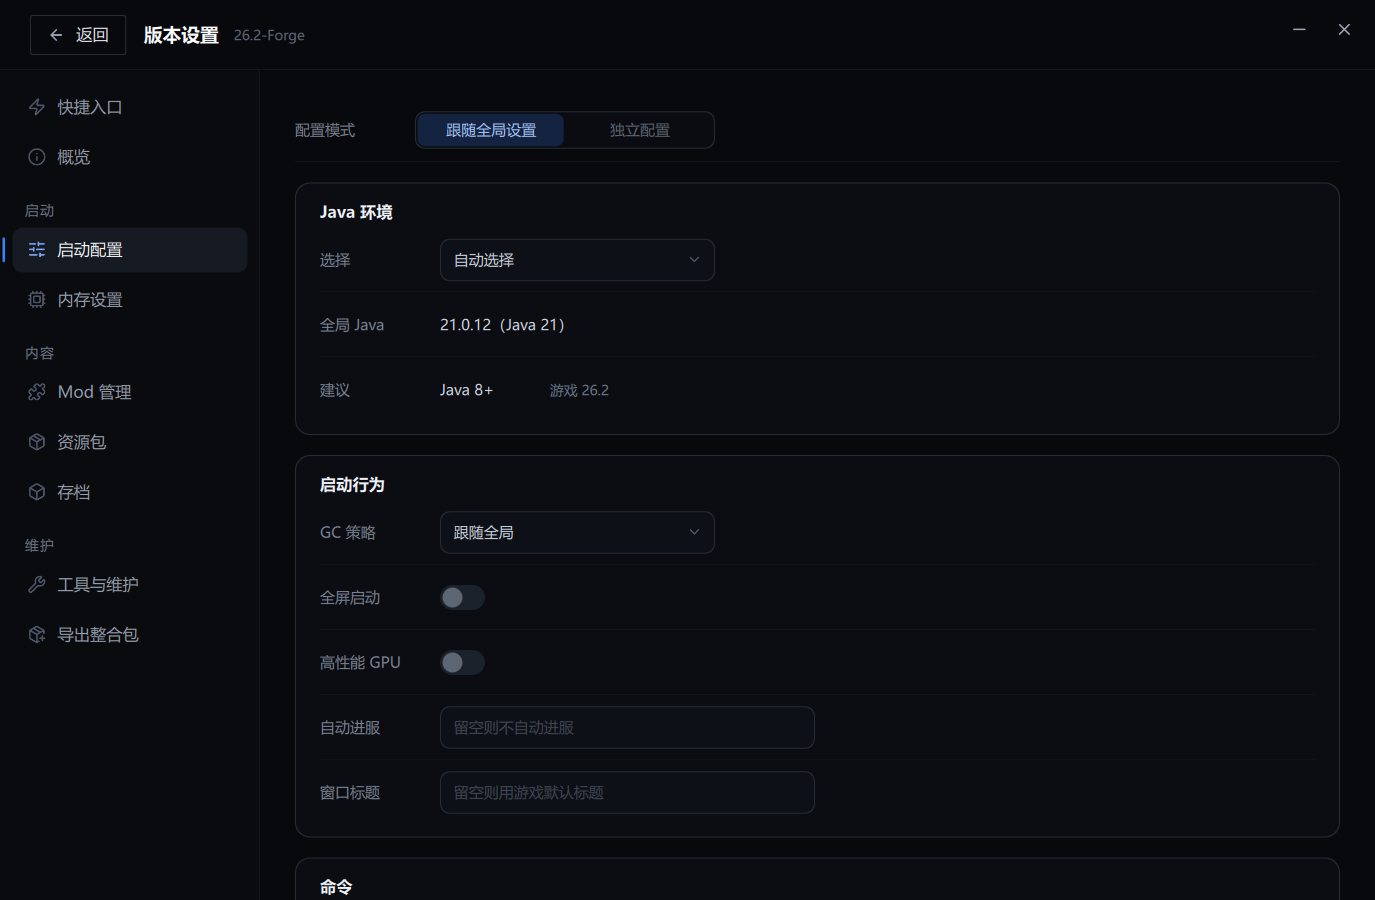 返回
版本设置
26.2-Forge
快捷入口
概览
启动
启动配置
内存设置
内容
Mod 管理
资源包
存档
维护
工具与维护
导出整合包
配置模式
跟随全局设置
独立配置
Java 环境
选择
自动选择
全局 Java
21.0.12（Java 21）
建议
Java 8+
游戏 26.2
启动行为
GC 策略
跟随全局
全屏启动
高性能 GPU
自动进服
留空则不自动进服
窗口标题
留空则用游戏默认标题
命令